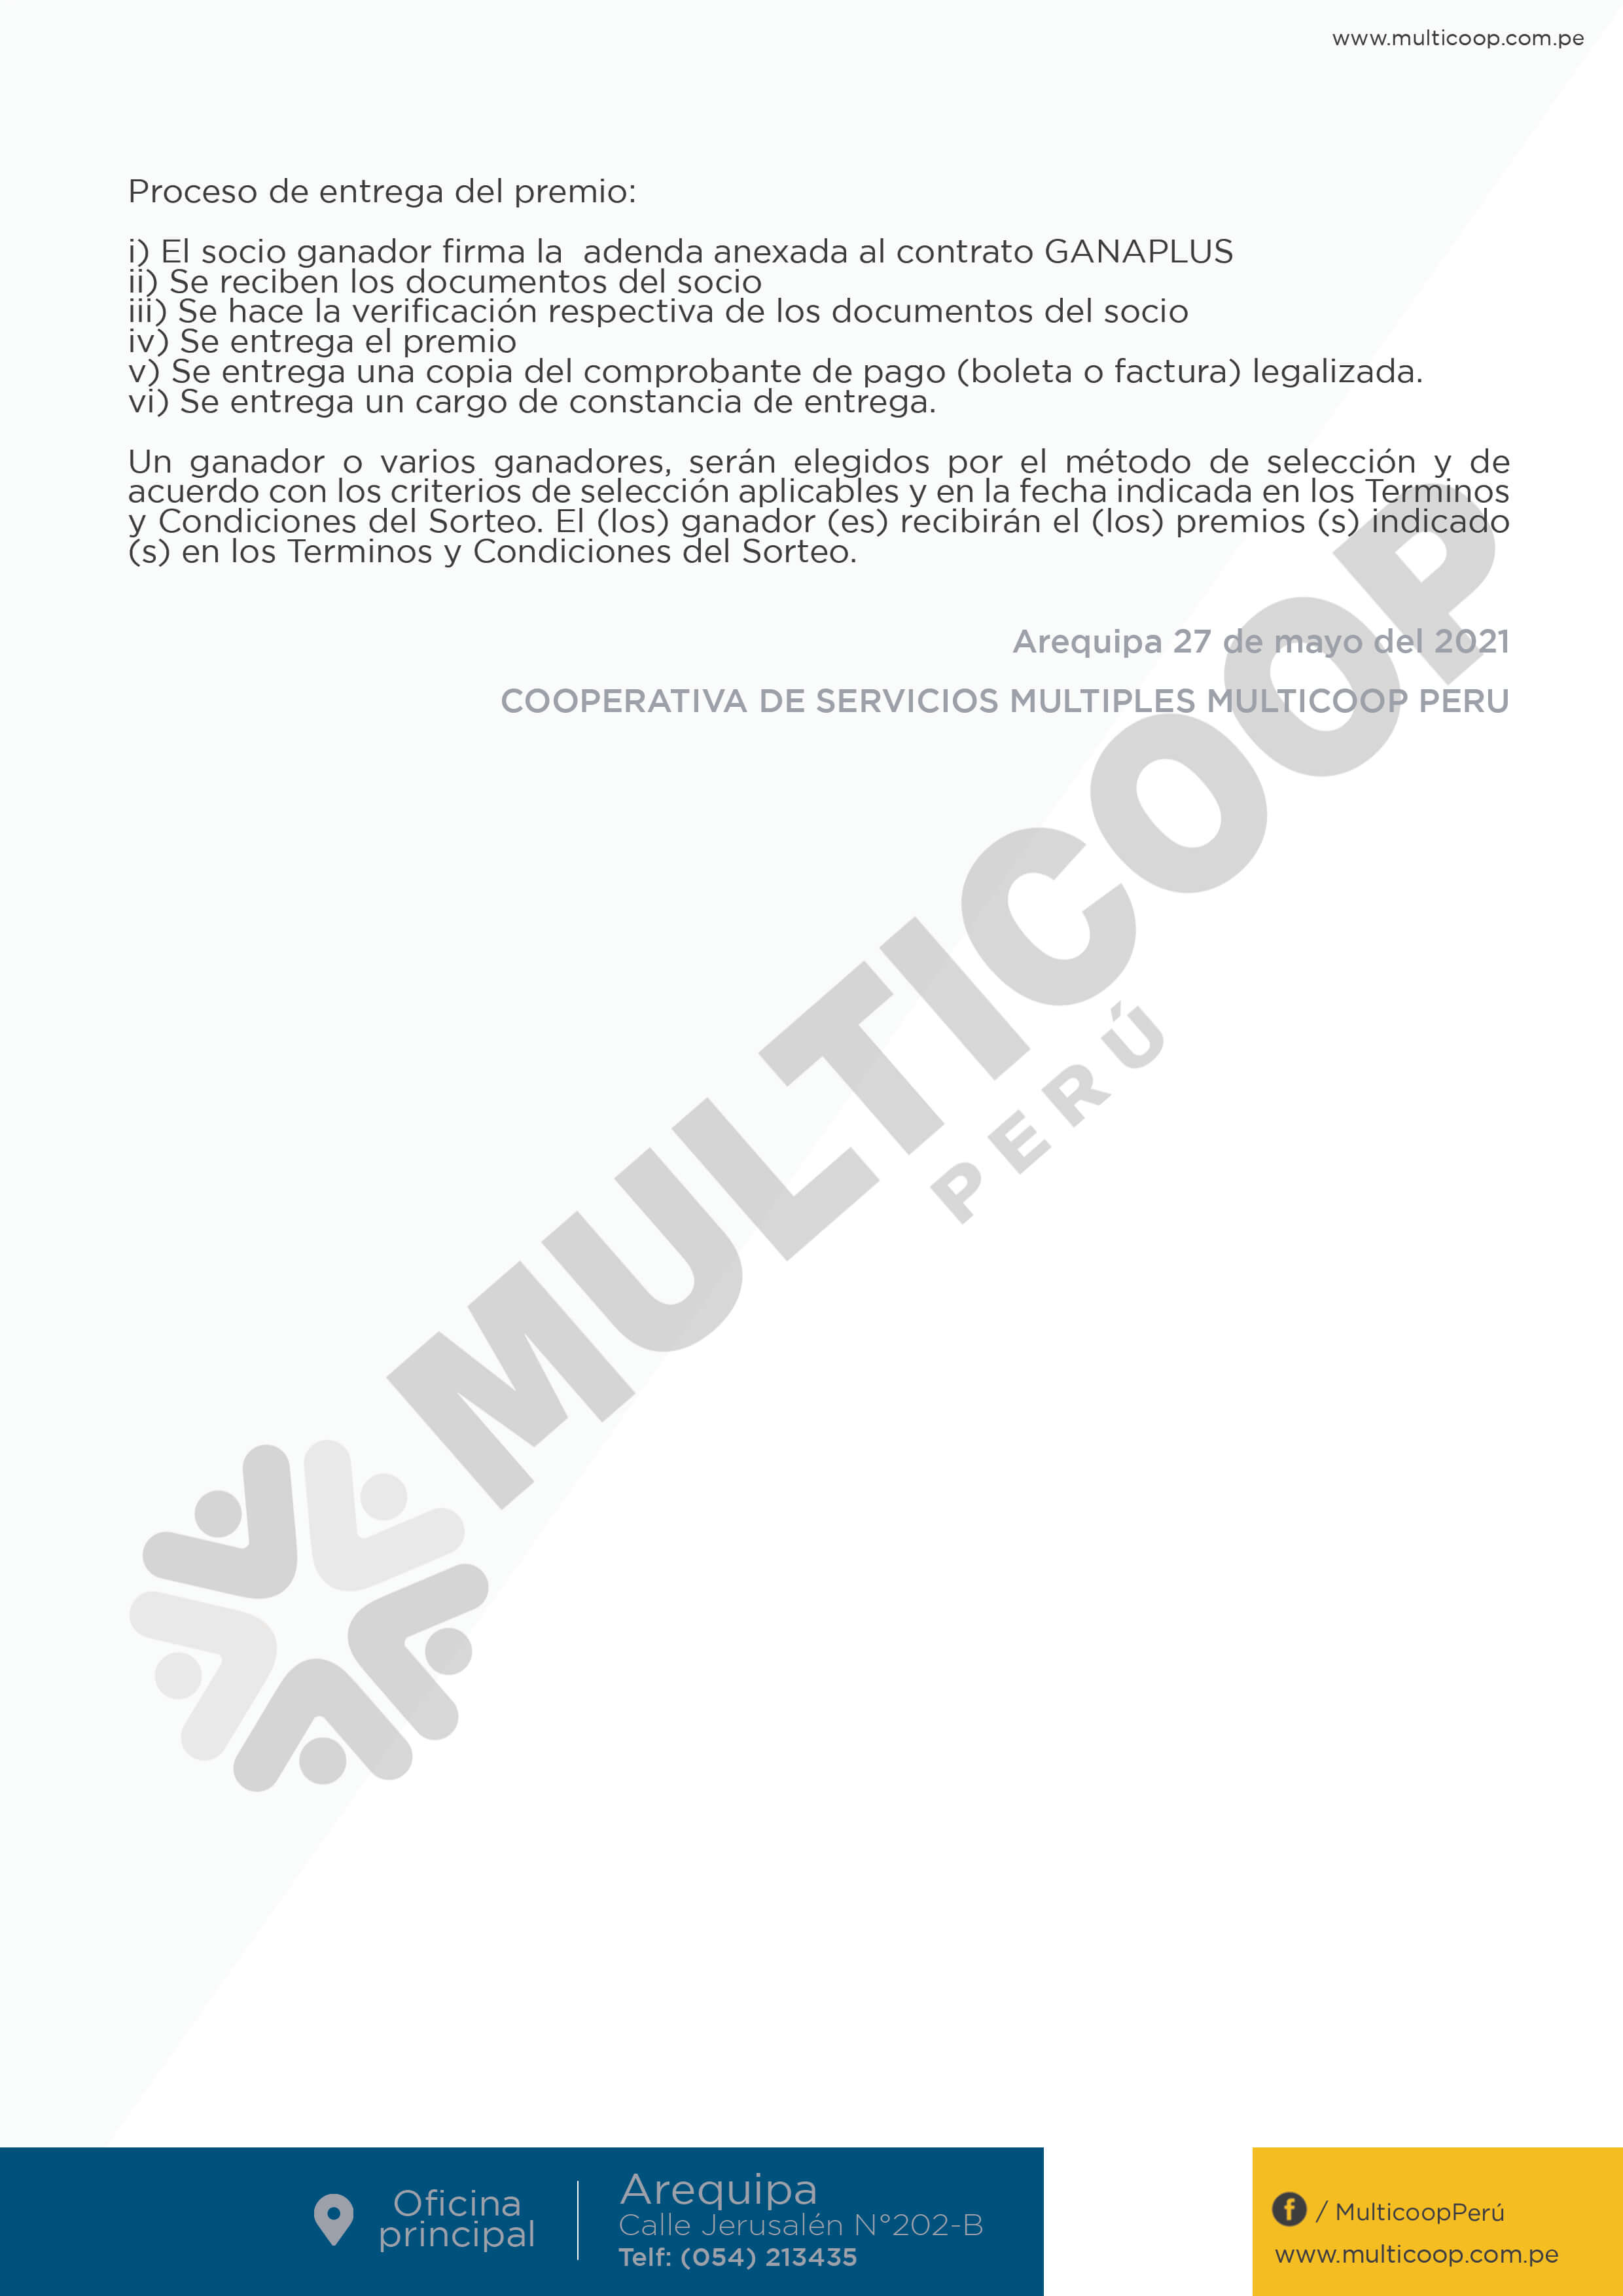 www.multicoop.com.pe
Proceso de entrega del premio:
i) El socio ganador firma la  adenda anexada al contrato GANAPLUS
ii) Se reciben los documentos del socio
iii) Se hace la verificación respectiva de los documentos del socio
iv) Se entrega el premio
v) Se entrega una copia del comprobante de pago (boleta o factura) legalizada.
vi) Se entrega un cargo de constancia de entrega.
Un ganador o varios ganadores, serán elegidos por el método de selección y de
acuerdo con los criterios de selección aplicables y en la fecha indicada en los Terminos
y Condiciones del Sorteo. El (los) ganador (es) recibirán el (los) premios (s) indicado
(s) en los Terminos y Condiciones del Sorteo.
Arequipa 27 de mayo del 2021
COOPERATIVA DE SERVICIOS MULTIPLES MULTICOOP PERU
MULTICOOP
PERÚ
Oficina
principal
Arequipa
Calle Jerusalén N°202-B
Telf: (054) 213435
f / MulticoopPerú
www.multicoop.com.pe